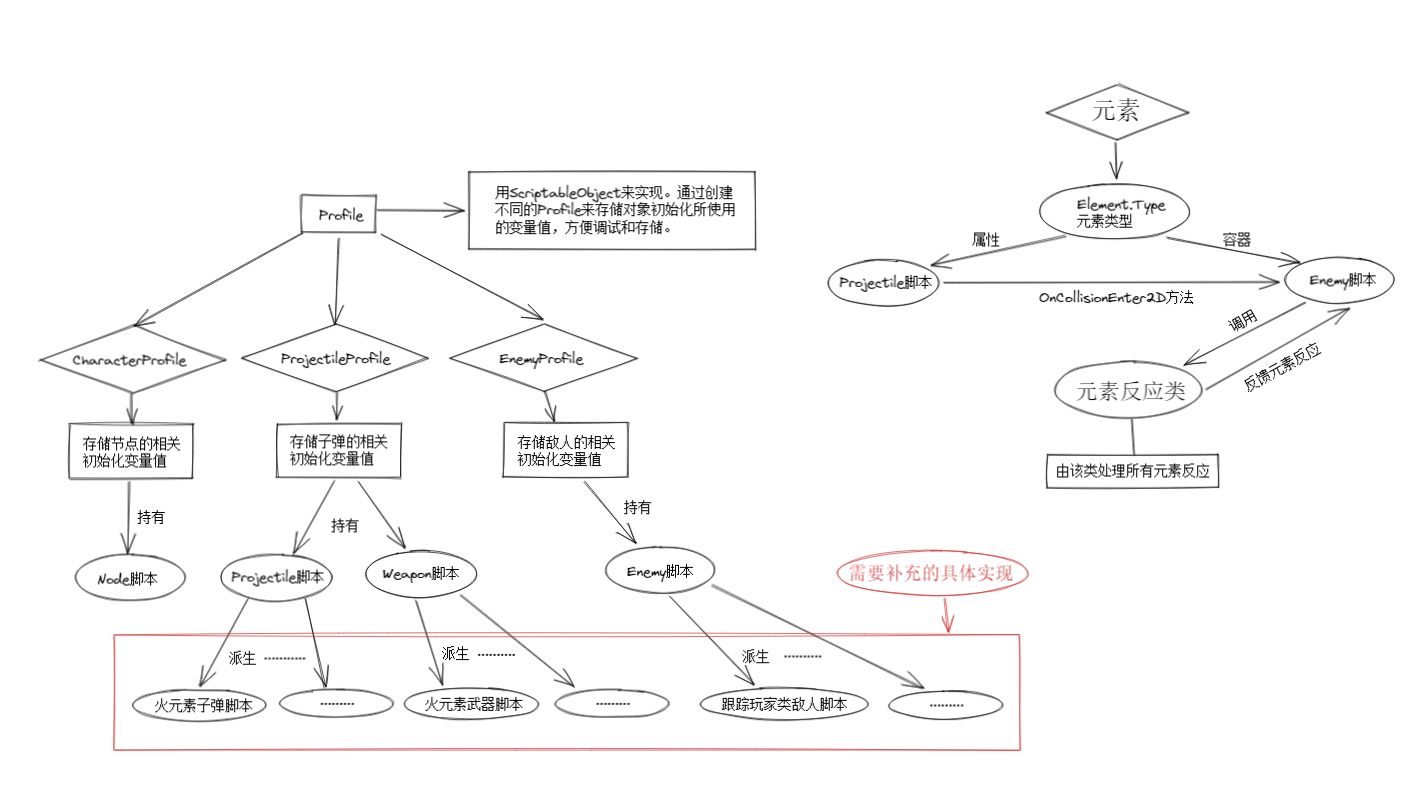 用ScriptableObject来实现。通过创建
不同的Profile来存储对象初始化所使用
的变量值，方便调试和存储。
Profile
CharacterProfile
ProjectileProfile
EnemyProfile
存储节点的相关
初始化变量值
存储子弹的相关
初始化变量值
存储敌人的相关
初始化变量值
持有
持有
持有
Node脚本
Projectile脚本
Weapon脚本
Enemy脚本
需要补充的具体实现
派生 ··········
派生 ··········
派生 ··········
火元素子弹脚本
·········
火元素武器脚本
·········
跟踪玩家类敌人脚本
·········
元素
Element.Type
元素类型
属性
容器
Projectile脚本
Enemy脚本
OnCollisionEnter2D方法
调用
反馈元素反应
元素反应类
由该类处理所有元素反应